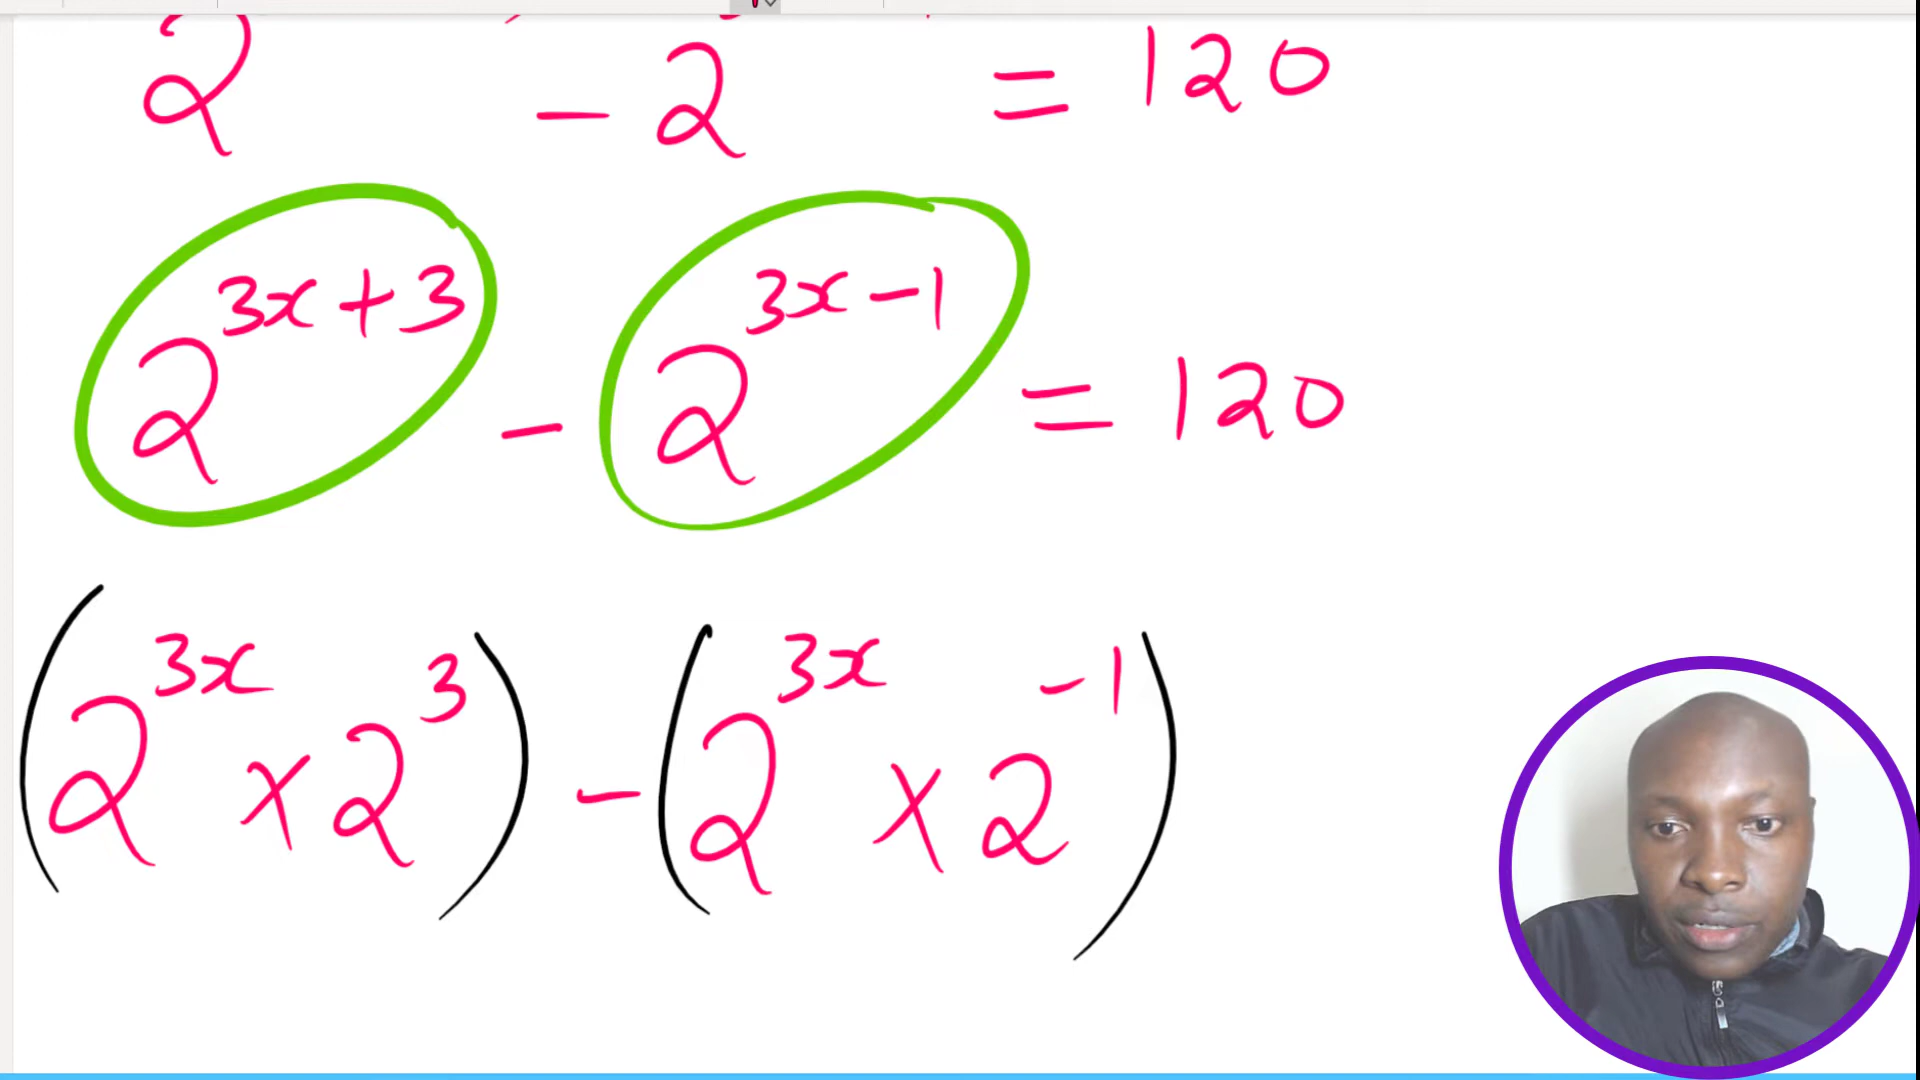 2 - 2 = 120
2^{3x+3} - 2^{3x-1} = 120
(2^{3x} × 2^3) - (2^{3x} × 2^{-1})